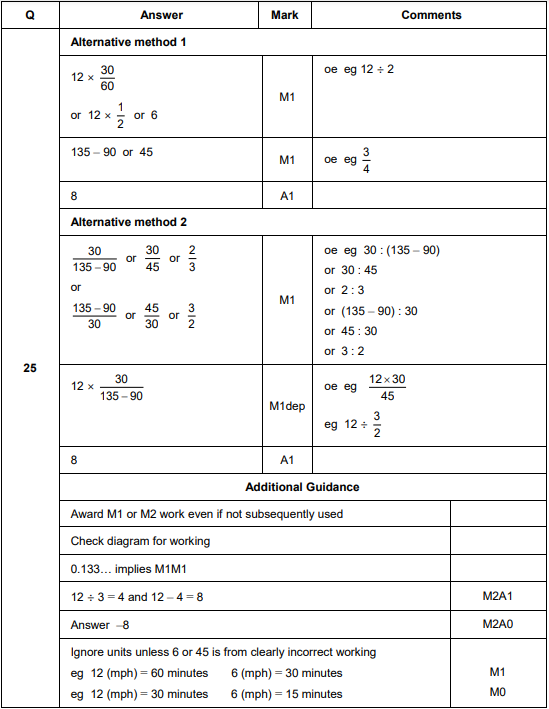 Q Answer Mark Comments
25
Alternative method 1
12 × 30/60
or 12 × 1/2 or 6
M1
oe eg 12 ÷ 2
135 – 90 or 45
M1
oe eg 3/4
8
A1
Alternative method 2
30/(135 – 90) or 30/45 or 2/3
or
(135 – 90)/30 or 45/30 or 3/2
M1
oe eg 30 : (135 – 90)
or 30 : 45
or 2 : 3
or (135 – 90) : 30
or 45 : 30
or 3 : 2
12 × 30/(135 – 90)
M1dep
oe eg (12 × 30)/45
eg 12 ÷ 3/2
8
A1
Additional Guidance
Award M1 or M2 work even if not subsequently used
Check diagram for working
0.133… implies M1M1
12 ÷ 3 = 4 and 12 – 4 = 8 M2A1
Answer –8 M2A0
Ignore units unless 6 or 45 is from clearly incorrect working
eg 12 (mph) = 60 minutes 6 (mph) = 30 minutes M1
eg 12 (mph) = 30 minutes 6 (mph) = 15 minutes M0